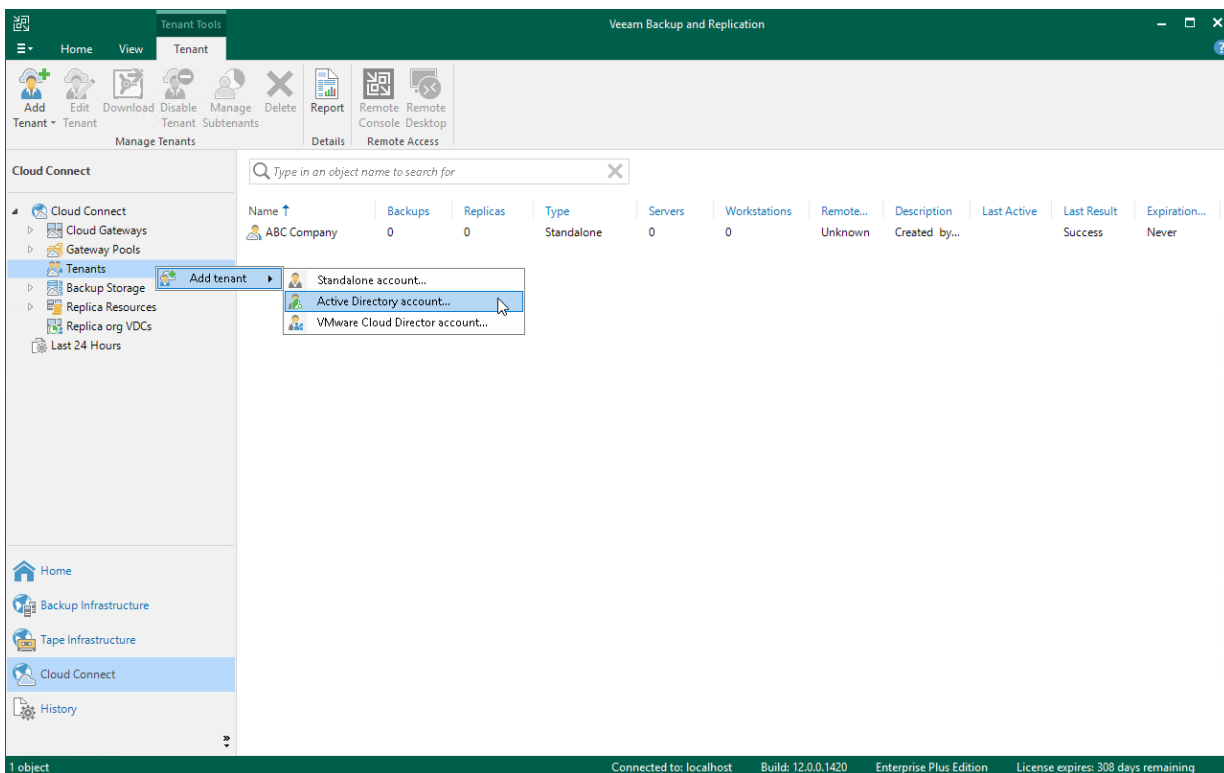 Tenant Tools
Veeam Backup and Replication
Home View Tenant
Add Tenant
Edit Tenant
Download
Disable Tenant
Manage Subtenants
Delete
Report
Remote Console
Remote Desktop
Manage Tenants
Details
Remote Access
Cloud Connect
Type in an object name to search for
Cloud Connect
Cloud Gateways
Gateway Pools
Tenants
Backup Storage
Replica Resources
Replica org VDCs
Last 24 Hours
Name Backups Replicas Type Servers Workstations Remote... Description Last Active Last Result Expiration...
ABC Company 0 0 Standalone 0 0 Unknown Created by... Success Never
Add tenant
Standalone account...
Active Directory account...
VMware Cloud Director account...
Home
Backup Infrastructure
Tape Infrastructure
Cloud Connect
History
1 object
Connected to: localhost
Build: 12.0.0.1420
Enterprise Plus Edition
License expires: 308 days remaining